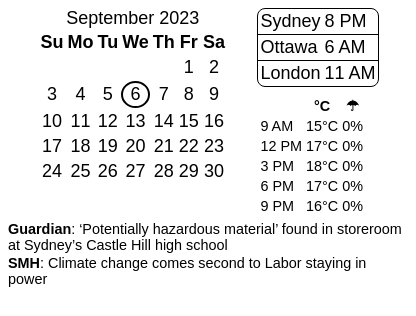 September 2023
Su Mo Tu We Th Fr Sa
1 2
3 4 5 6 7 8 9
10 11 12 13 14 15 16
17 18 19 20 21 22 23
24 25 26 27 28 29 30
Sydney 8 PM
Ottawa 6 AM
London 11 AM
°C ☂
9 AM 15°C 0%
12 PM 17°C 0%
3 PM 18°C 0%
6 PM 17°C 0%
9 PM 16°C 0%
Guardian: ‘Potentially hazardous material’ found in storeroom
at Sydney’s Castle Hill high school
SMH: Climate change comes second to Labor staying in
power